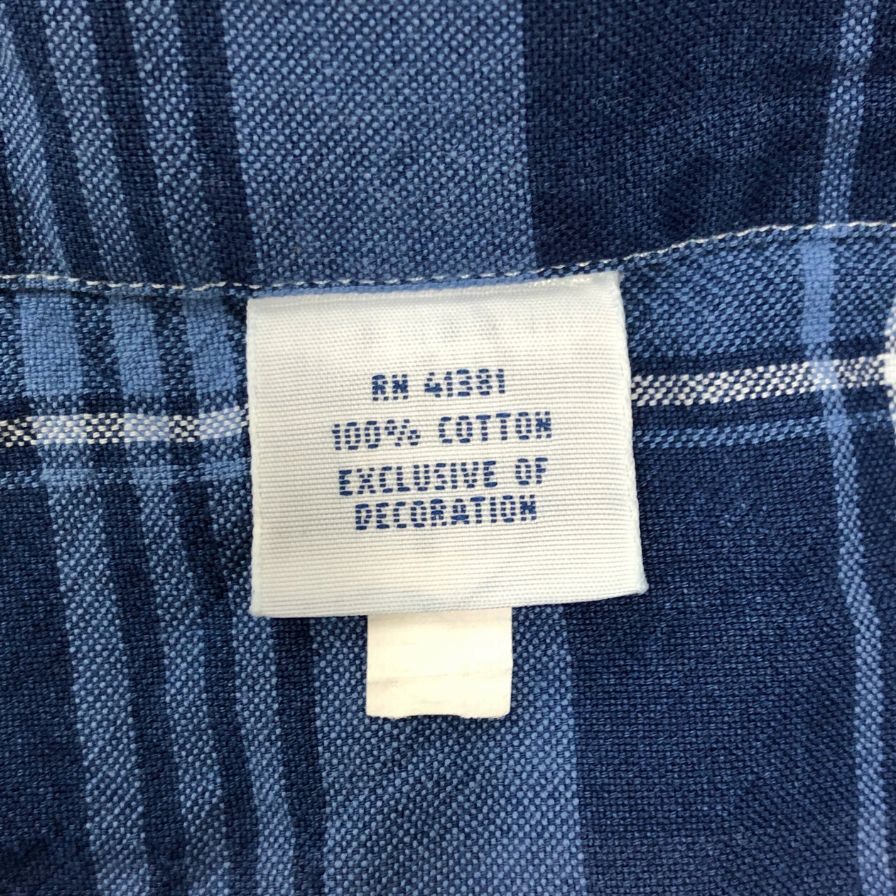 RN 41381
100% COTTON
EXCLUSIVE OF
DECORATION